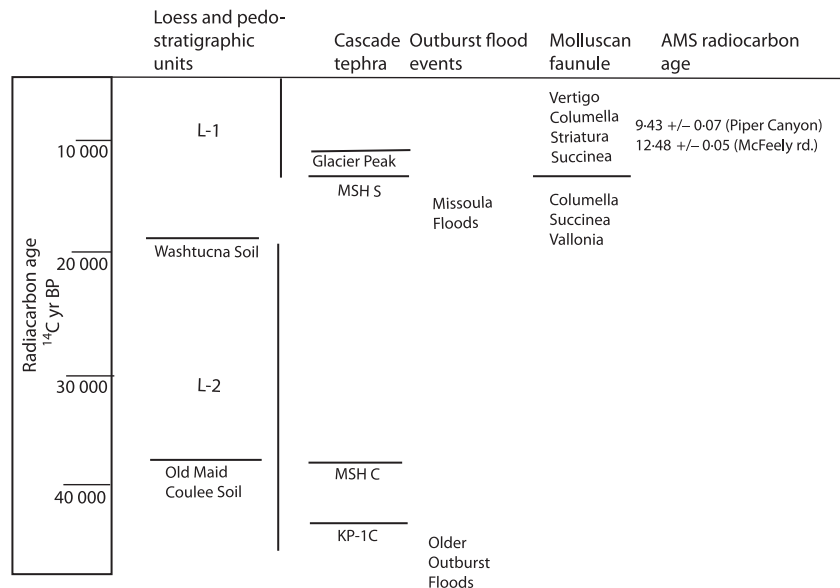 Loess and pedo-
stratigraphic
units
Cascade
tephra
Outburst flood
events
Molluscan
faunule
AMS radiocarbon
age
Radiacarbon age
¹⁴C yr BP
10 000
20 000
30 000
40 000
L-1
Washtucna Soil
L-2
Old Maid
Coulee Soil
Glacier Peak
MSH S
MSH C
KP-1C
Missoula
Floods
Older
Outburst
Floods
Vertigo
Columella
Striatura
Succinea
Columella
Succinea
Vallonia
9·43 +/– 0·07 (Piper Canyon)
12·48 +/– 0·05 (McFeely rd.)